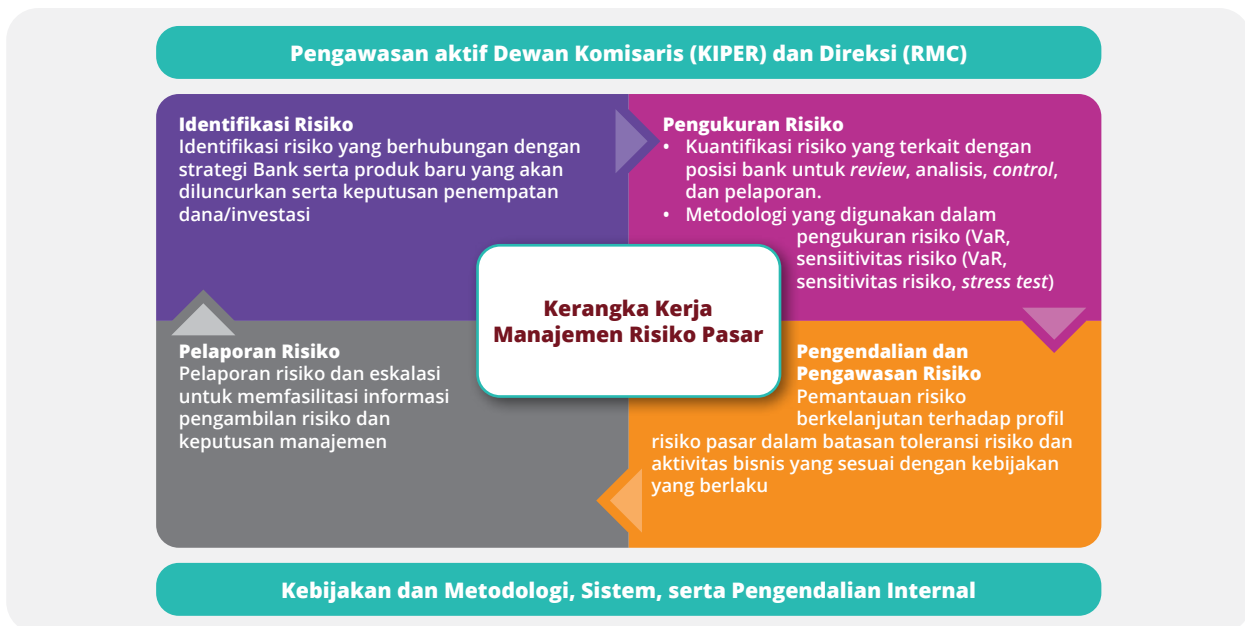 Pengawasan aktif Dewan Komisaris (KIPER) dan Direksi (RMC)
Identifikasi Risiko
Identifikasi risiko yang berhubungan dengan
strategi Bank serta produk baru yang akan
diluncurkan serta keputusan penempatan
dana/investasi
Pengukuran Risiko
• Kuantifikasi risiko yang terkait dengan
posisi bank untuk review, analisis, control,
dan pelaporan.
• Metodologi yang digunakan dalam
pengukuran risiko (VaR,
sensiitivitas risiko (VaR,
sensitivitas risiko, stress test)
Kerangka Kerja
Manajemen Risiko Pasar
Pelaporan Risiko
Pelaporan risiko dan eskalasi
untuk memfasilitasi informasi
pengambilan risiko dan
keputusan manajemen
Pengendalian dan
Pengawasan Risiko
Pemantauan risiko
berkelanjutan terhadap profil
risiko pasar dalam batasan toleransi risiko dan
aktivitas bisnis yang sesuai dengan kebijakan
yang berlaku
Kebijakan dan Metodologi, Sistem, serta Pengendalian Internal